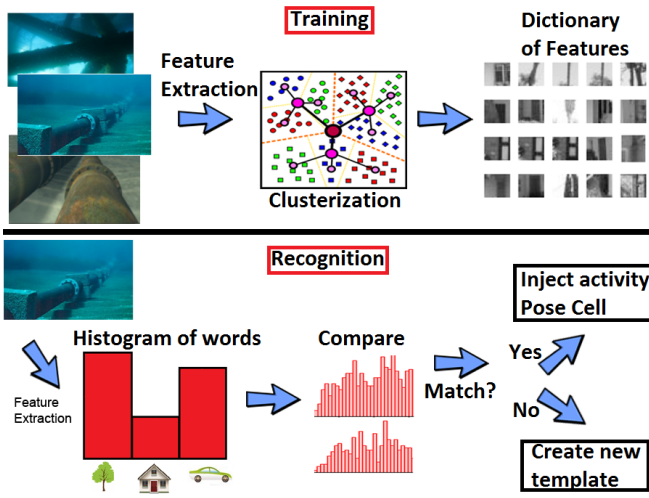 Training
Feature
Extraction
Clusterization
Dictionary
of Features
Recognition
Feature
Extraction
Histogram of words
Compare
Match?
Yes
No
Inject activity
Pose Cell
Create new
template